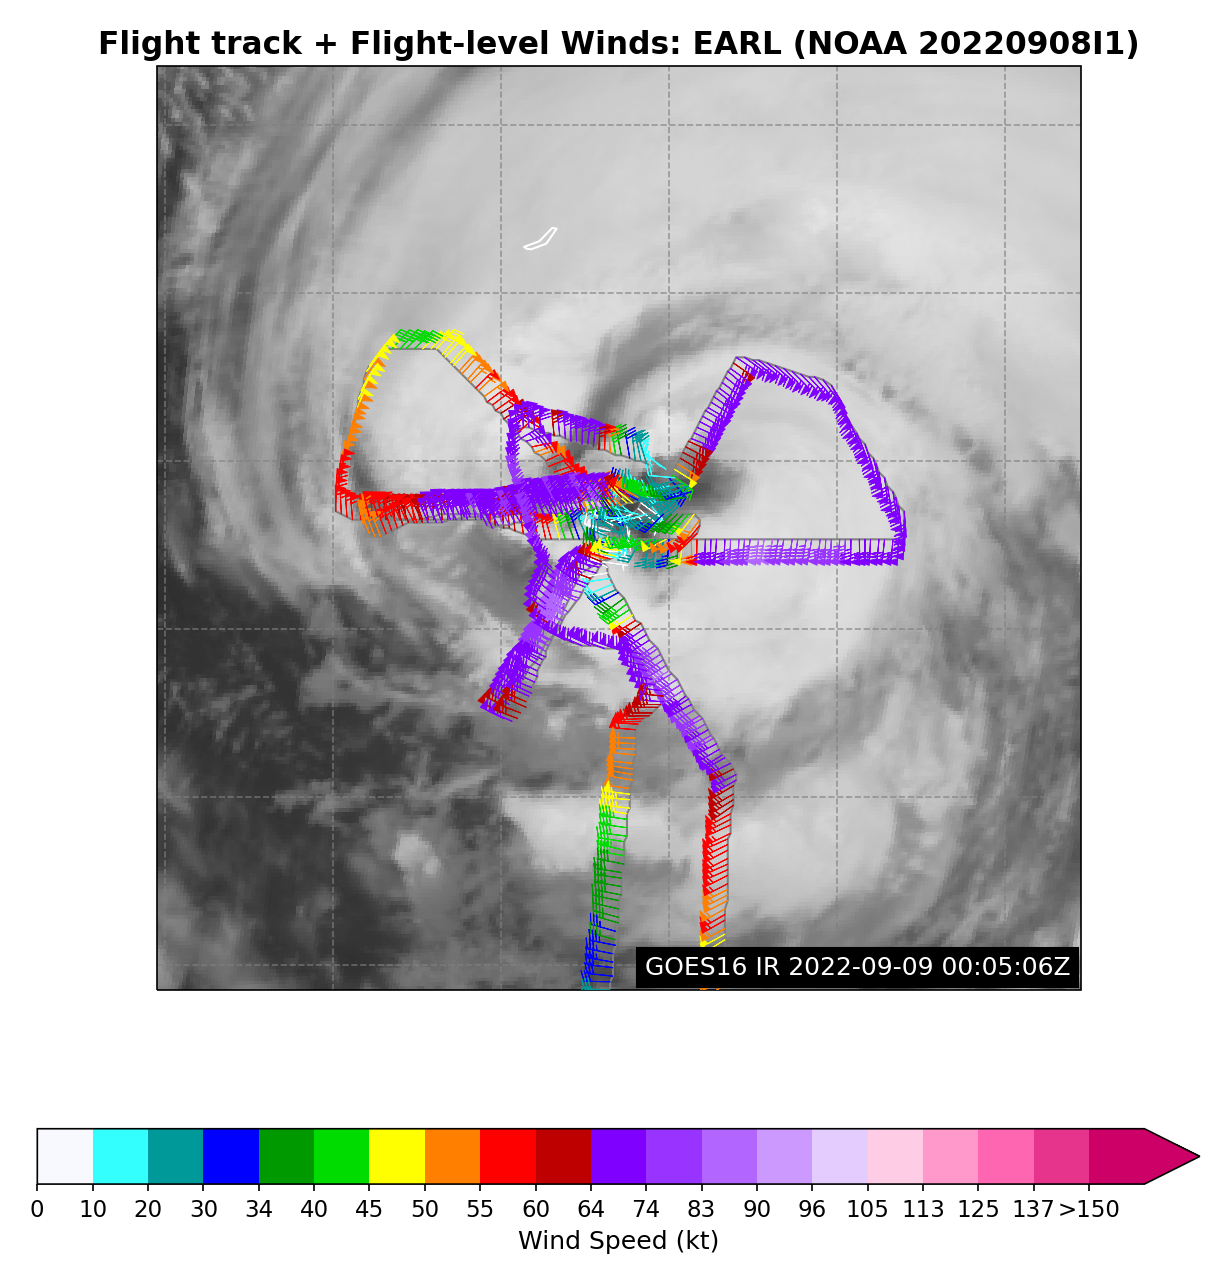 Flight track + Flight-level Winds: EARL (NOAA 20220908I1)
GOES16 IR 2022-09-09 00:05:06Z
0 10 20 30 34 40 45 50 55 60 64 74 83 90 96 105 113 125 137 >150
Wind Speed (kt)